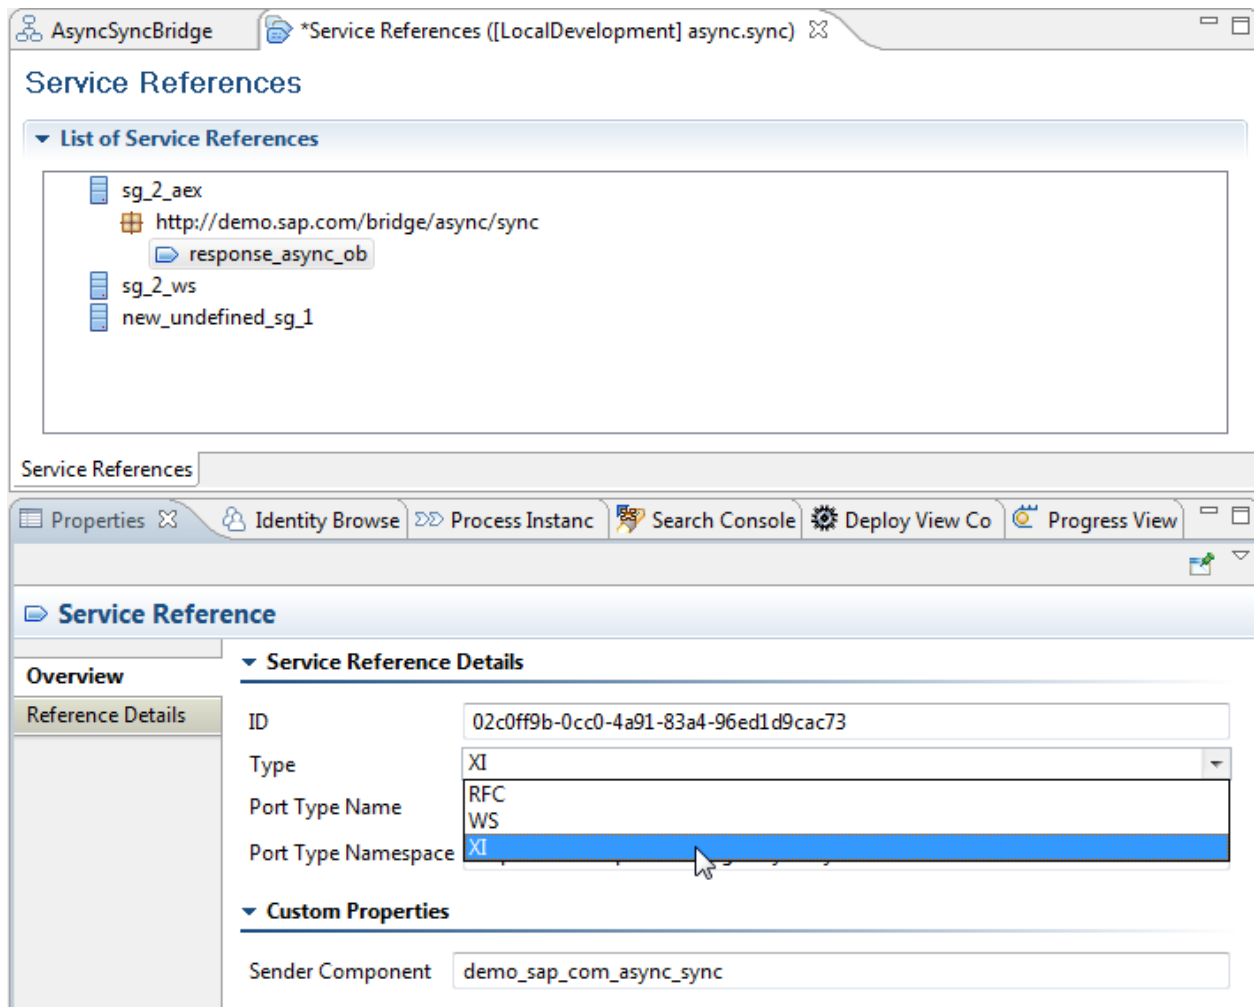 AsyncSyncBridge
*Service References ([LocalDevelopment] async.sync)
Service References
List of Service References
sg_2_aex
http://demo.sap.com/bridge/async/sync
response_async_ob
sg_2_ws
new_undefined_sg_1
Service References
Properties Identity Browse Process Instanc Search Console Deploy View Co Progress View
Service Reference
Overview
Reference Details
Service Reference Details
ID 02c0ff9b-0cc0-4a91-83a4-96ed1d9cac73
Type XI
RFC
Port Type Name
WS
Port Type Namespace XI
Custom Properties
Sender Component demo_sap_com_async_sync